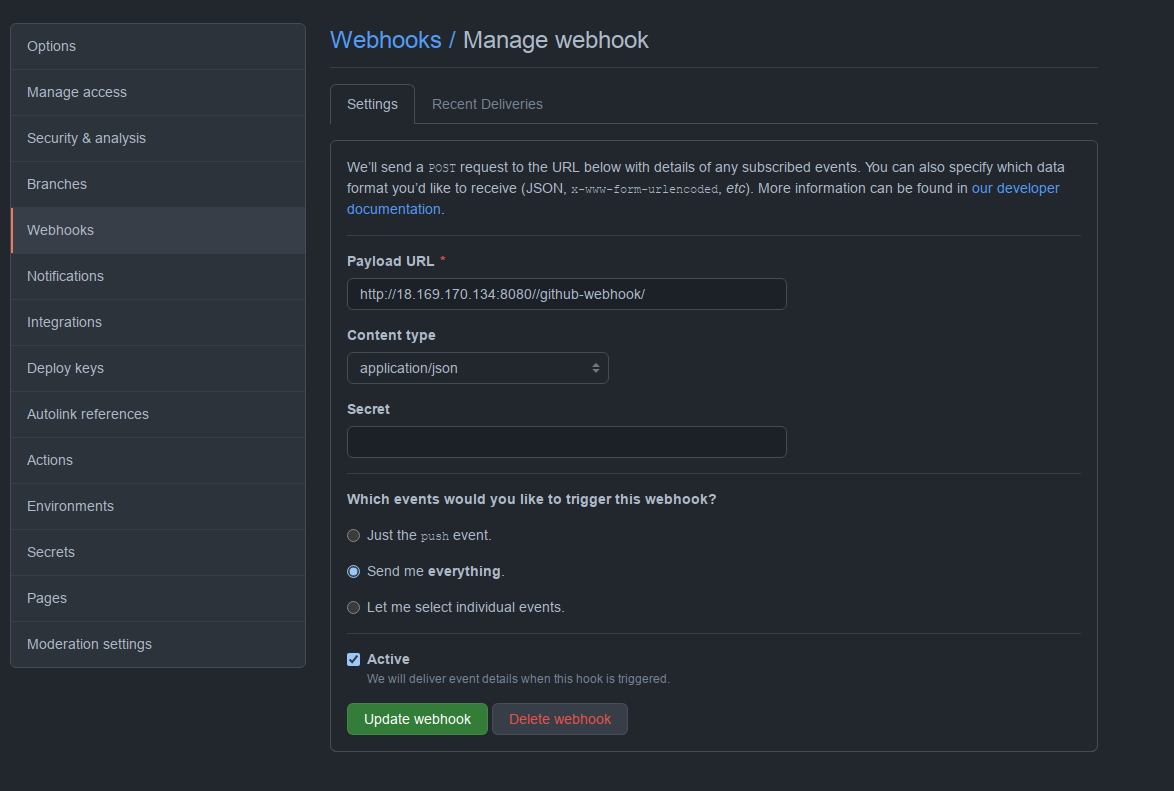 Options
Manage access
Security & analysis
Branches
Webhooks
Notifications
Integrations
Deploy keys
Autolink references
Actions
Environments
Secrets
Pages
Moderation settings
Webhooks / Manage webhook
Settings
Recent Deliveries
We'll send a POST request to the URL below with details of any subscribed events. You can also specify which data
format you'd like to receive (JSON, x-www-form-urlencoded, etc). More information can be found in our developer
documentation.
Payload URL *
http://18.169.170.134:8080//github-webhook/
Content type
application/json
Secret
Which events would you like to trigger this webhook?
Just the push event.
Send me everything.
Let me select individual events.
Active
We will deliver event details when this hook is triggered.
Update webhook
Delete webhook